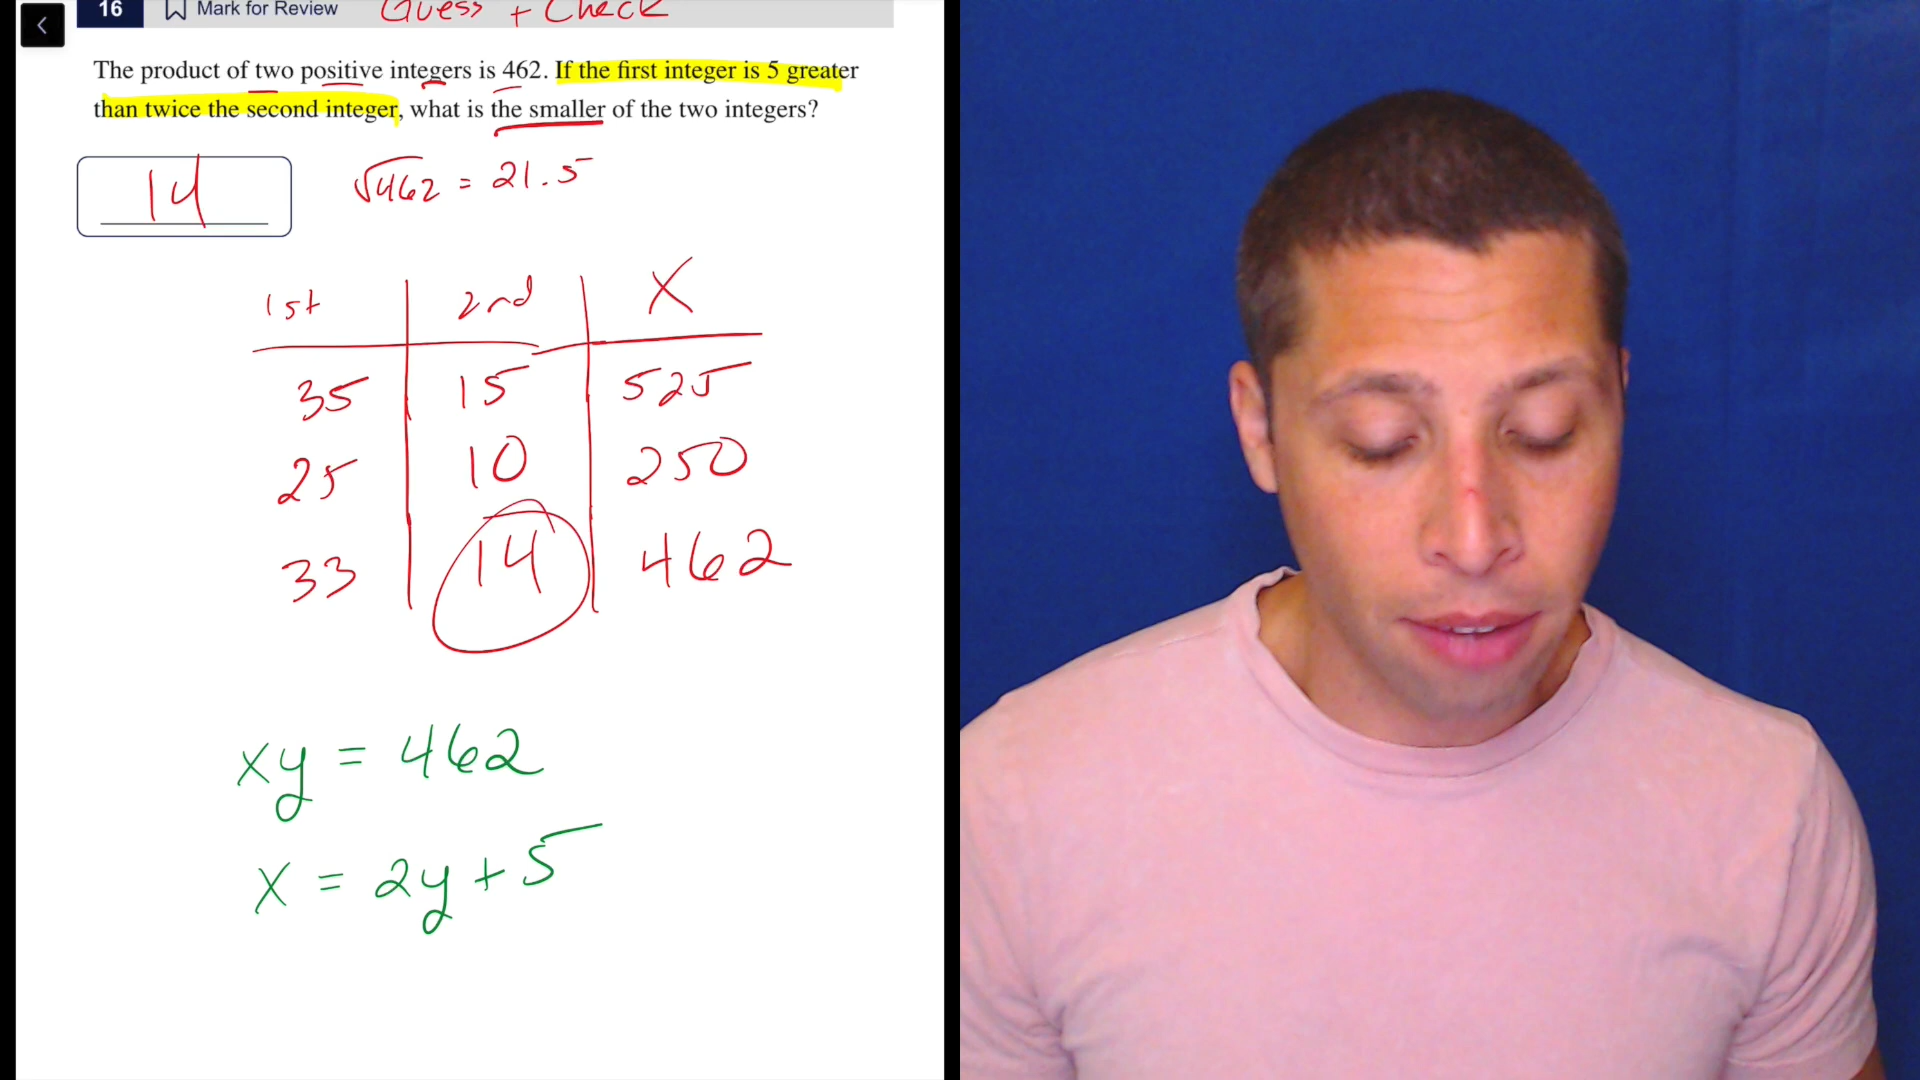 16 Mark for Review Guess + Check
The product of two positive integers is 462. If the first integer is 5 greater
than twice the second integer, what is the smaller of the two integers?
14
√462 = 21.5
1st 2nd X
35 15 525
25 10 250
33 14 462
xy = 462
x = 2y + 5